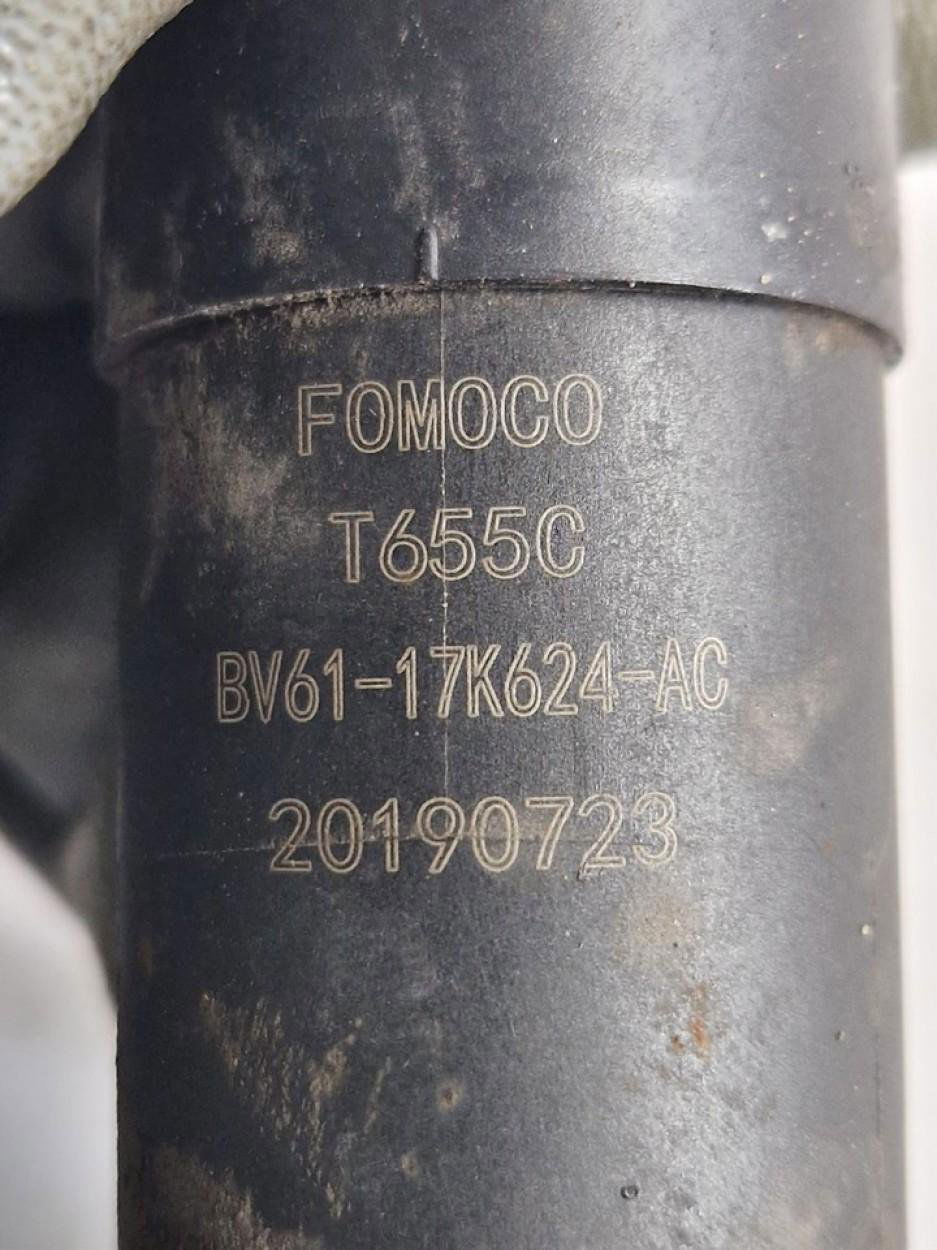 FOMOCO
T655C
BV61-17K624-AC
20190723